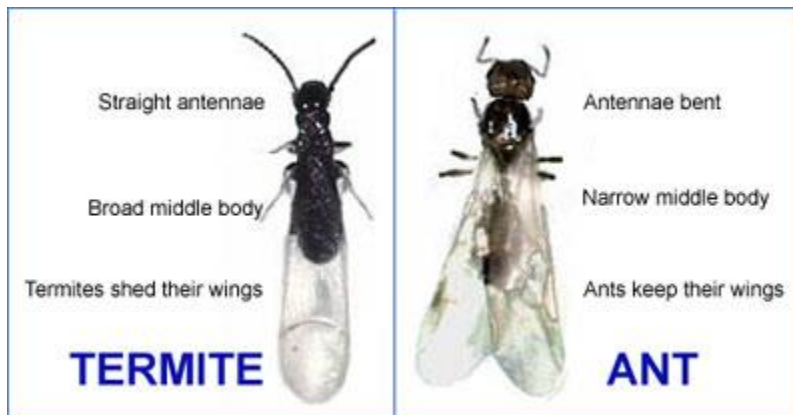 Straight antennae
Broad middle body
Termites shed their wings
TERMITE
Antennae bent
Narrow middle body
Ants keep their wings
ANT